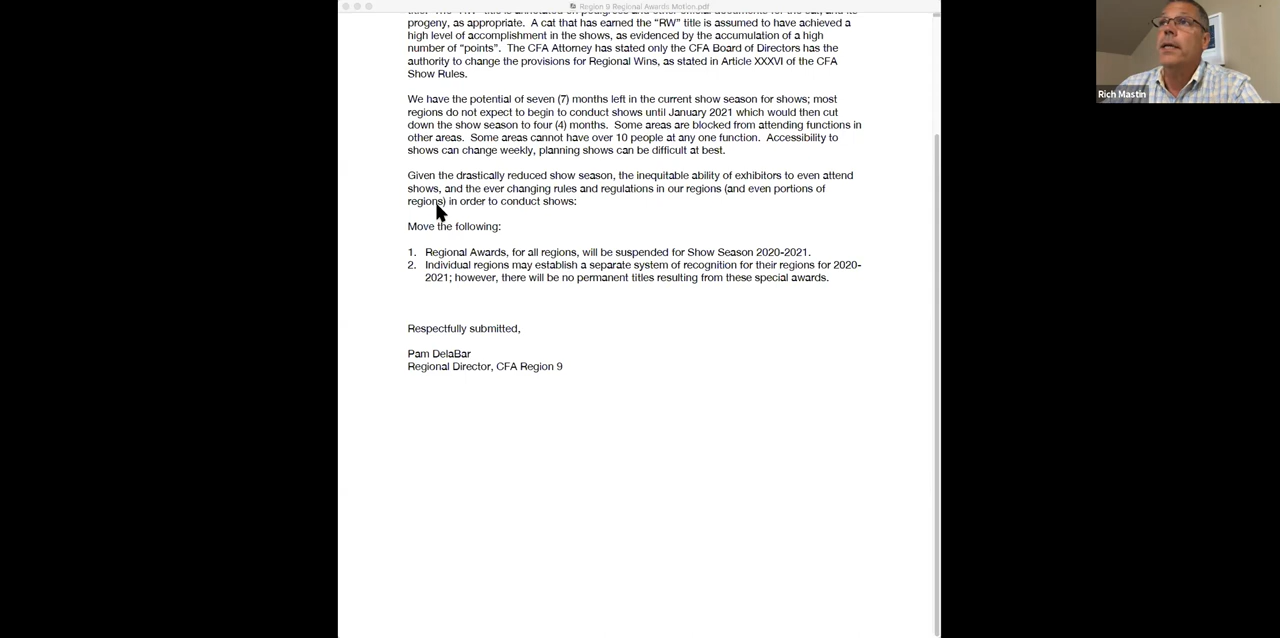 Region 9 Regional Awards Motion.pdf
progeny, as appropriate. A cat that has earned the “RW” title is assumed to have achieved a
high level of accomplishment in the shows, as evidenced by the accumulation of a high
number of “points”. The CFA Attorney has stated only the CFA Board of Directors has the
authority to change the provisions for Regional Wins, as stated in Article XXXVI of the CFA
Show Rules.
We have the potential of seven (7) months left in the current show season for shows; most
regions do not expect to begin to conduct shows until January 2021 which would then cut
down the show season to four (4) months. Some areas are blocked from attending functions in
other areas. Some areas cannot have over 10 people at any one function. Accessibility to
shows can change weekly, planning shows can be difficult at best.
Given the drastically reduced show season, the inequitable ability of exhibitors to even attend
shows, and the ever changing rules and regulations in our regions (and even portions of
regions) in order to conduct shows:
Move the following:
1. Regional Awards, for all regions, will be suspended for Show Season 2020-2021.
2. Individual regions may establish a separate system of recognition for their regions for 2020-
2021; however, there will be no permanent titles resulting from these special awards.
Respectfully submitted,
Pam DelaBar
Regional Director, CFA Region 9
Rich Mastin